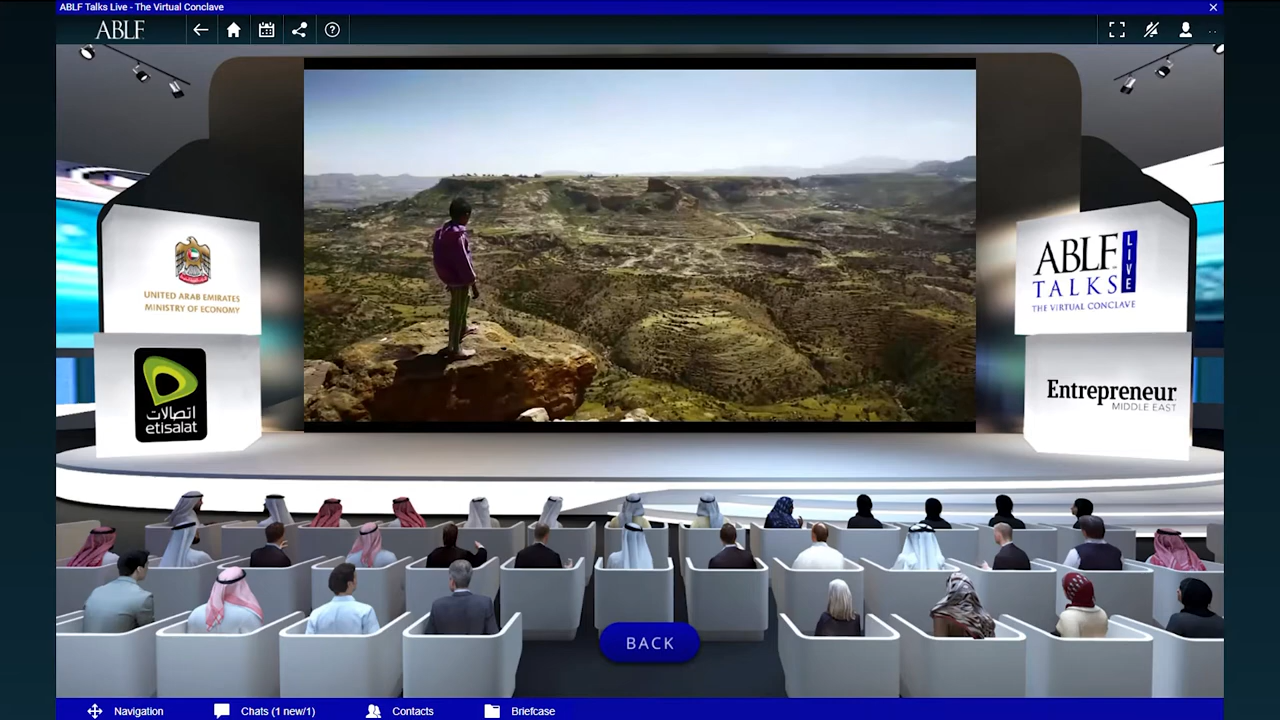 ABLF Talks Live - The Virtual Conclave
ABLF
UNITED ARAB EMIRATES
MINISTRY OF ECONOMY
اتصالات
etisalat
ABLF
TALKS
LIVE
THE VIRTUAL CONCLAVE
Entrepreneur
MIDDLE EAST
BACK
Navigation
Chats (1 new/1)
Contacts
Briefcase